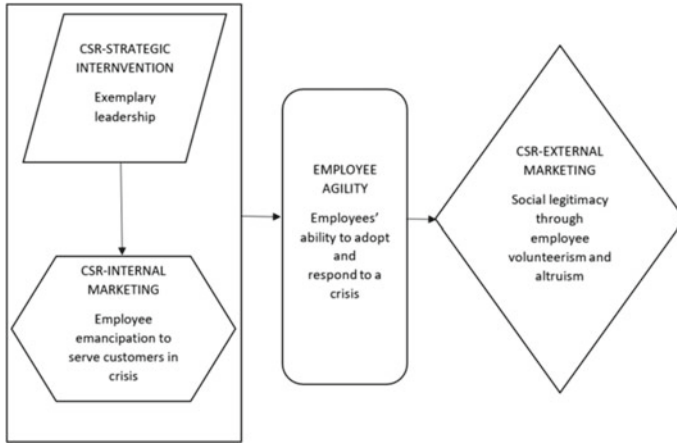 CSR-STRATEGIC
INTERNVENTION
Exemplary
leadership
CSR-INTERNAL
MARKETING
Employee
emancipation to
serve customers in
crisis
EMPLOYEE
AGILITY
Employees'
ability to adopt
and
respond to a
crisis
CSR-EXTERNAL
MARKETING
Social legitimacy
through
employee
volunteerism and
altruism